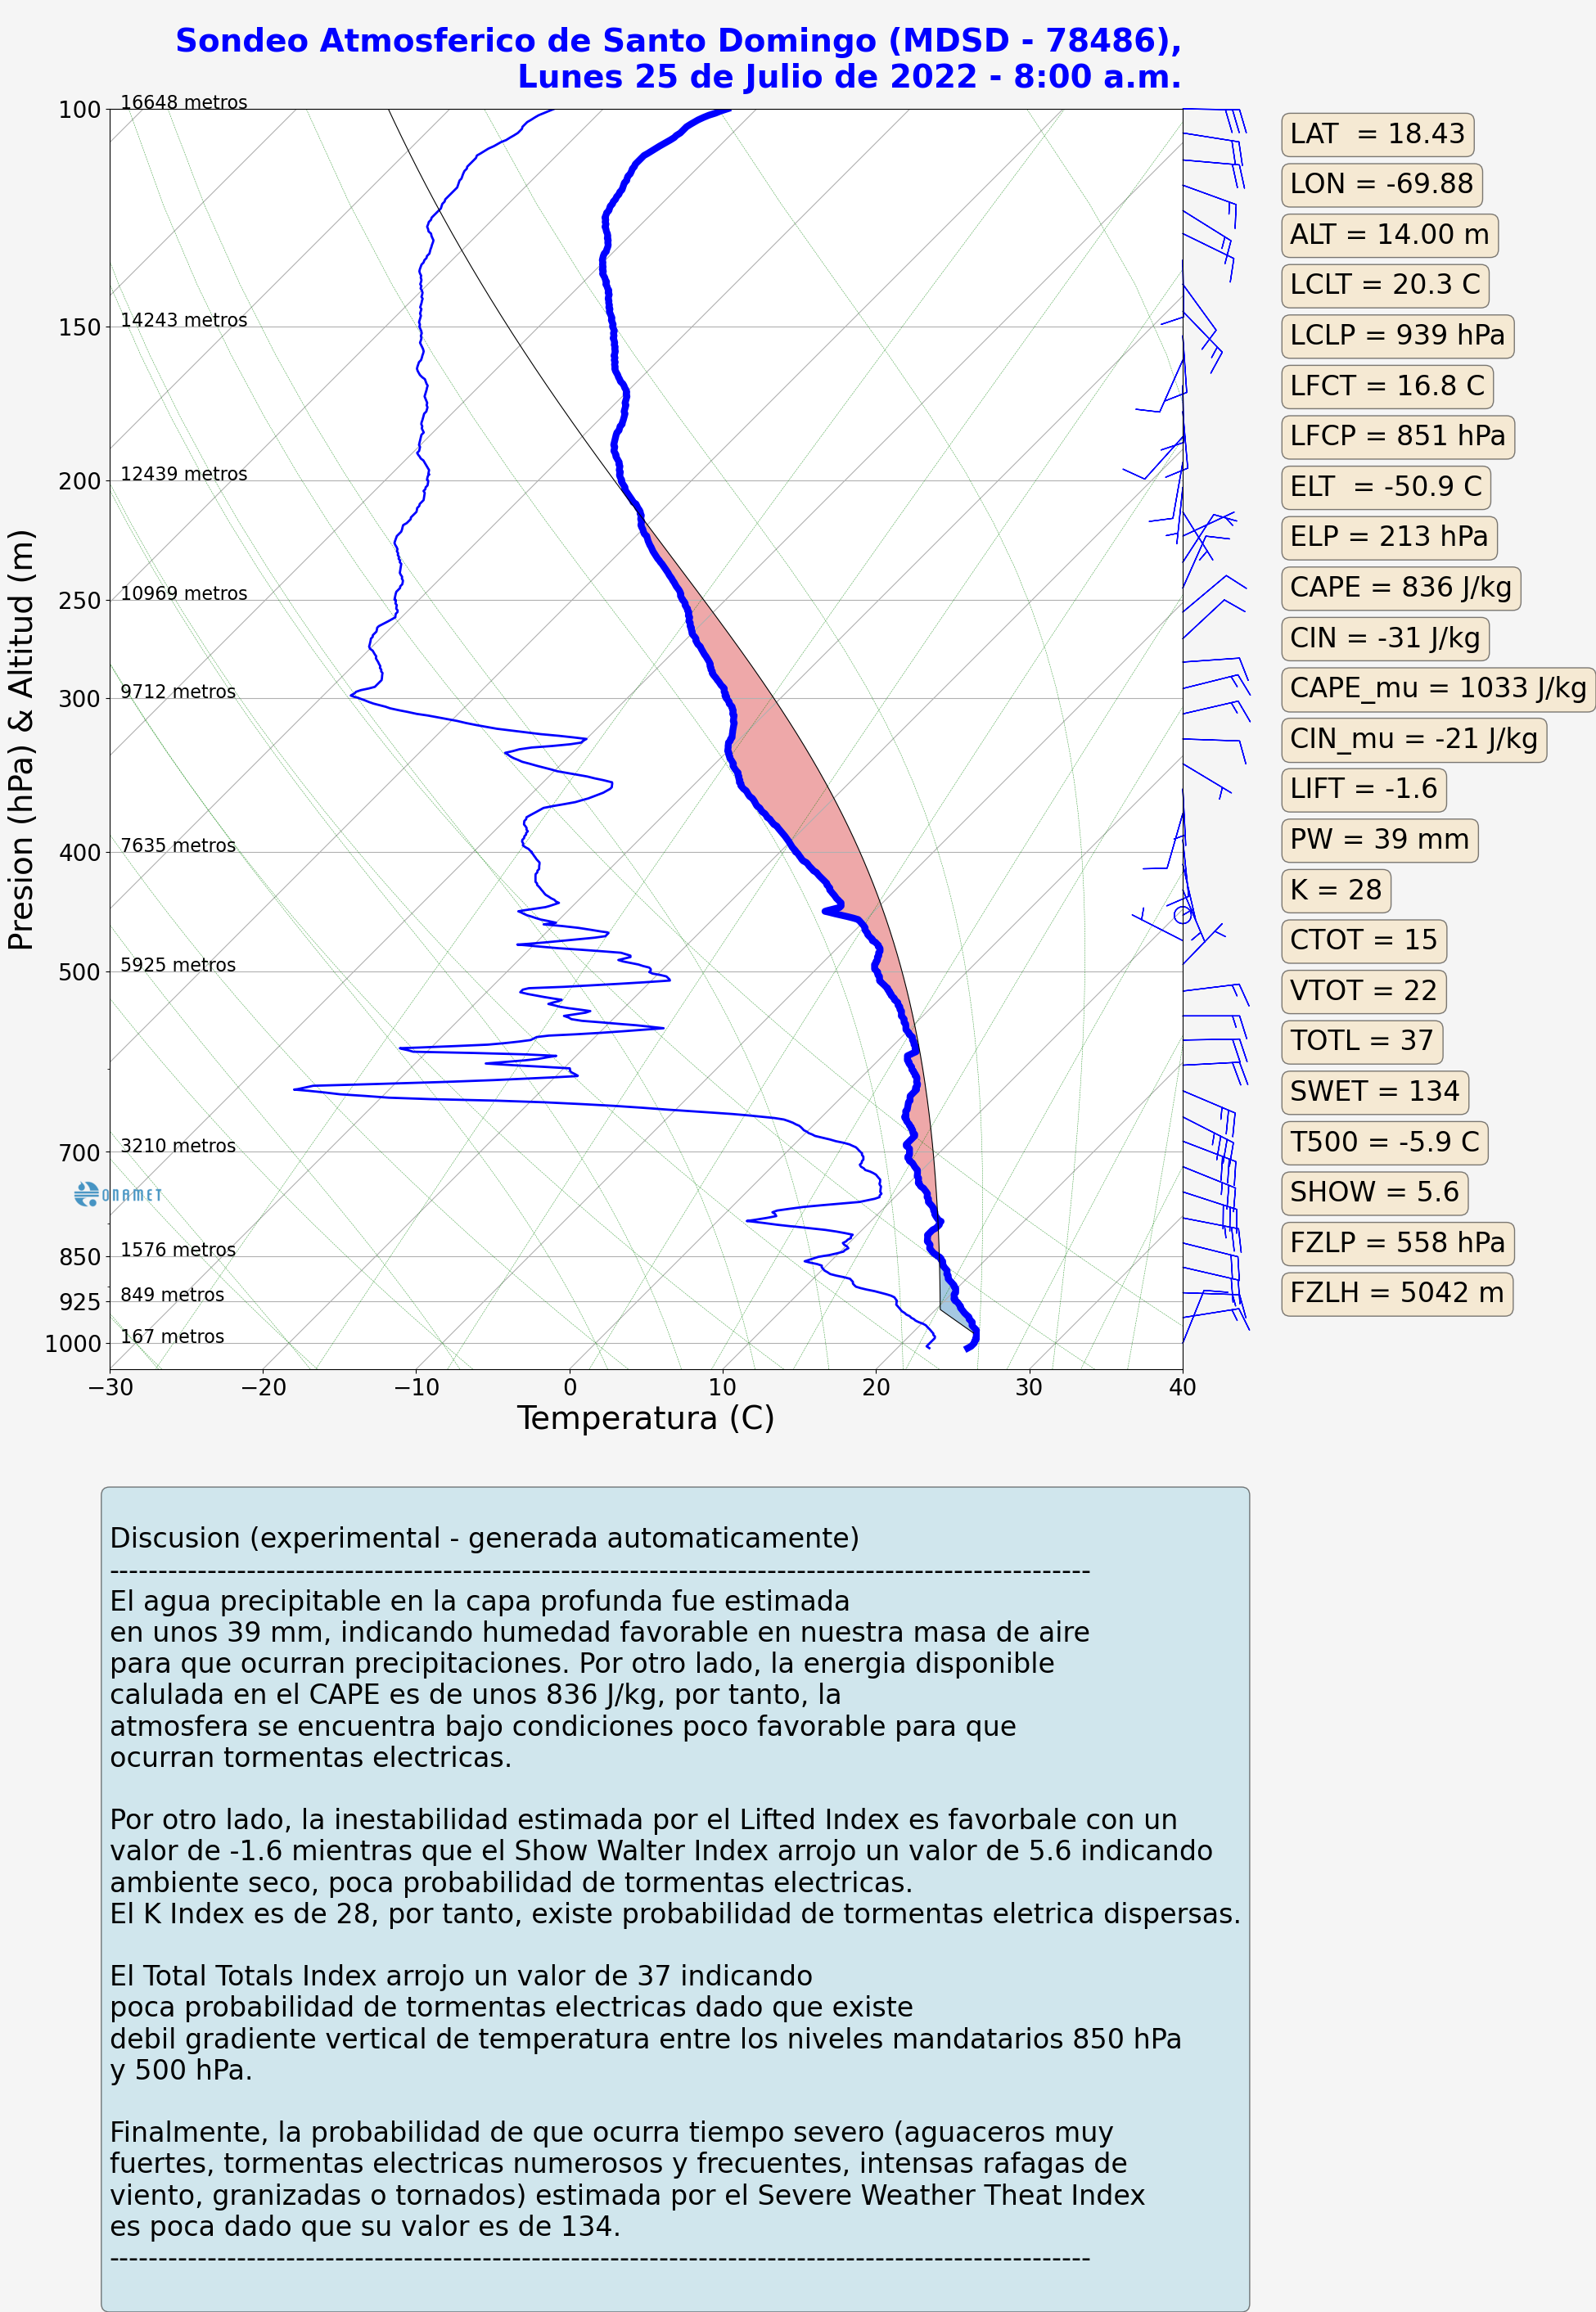 Sondeo Atmosferico de Santo Domingo (MDSD - 78486),
Lunes 25 de Julio de 2022 - 8:00 a.m.
Presion (hPa) & Altitud (m)
100
150
200
250
300
400
500
700
850
925
1000
16648 metros
14243 metros
12439 metros
10969 metros
9712 metros
7635 metros
5925 metros
3210 metros
1576 metros
849 metros
167 metros
ONAMET
−30
−20
−10
0
10
20
30
40
Temperatura (C)
LAT  = 18.43
LON = -69.88
ALT = 14.00 m
LCLT = 20.3 C
LCLP = 939 hPa
LFCT = 16.8 C
LFCP = 851 hPa
ELT  = -50.9 C
ELP = 213 hPa
CAPE = 836 J/kg
CIN = -31 J/kg
CAPE_mu = 1033 J/kg
CIN_mu = -21 J/kg
LIFT = -1.6
PW = 39 mm
K = 28
CTOT = 15
VTOT = 22
TOTL = 37
SWET = 134
T500 = -5.9 C
SHOW = 5.6
FZLP = 558 hPa
FZLH = 5042 m
Discusion (experimental - generada automaticamente)
----------------------------------------------------------------------------------------------------
El agua precipitable en la capa profunda fue estimada
en unos 39 mm, indicando humedad favorable en nuestra masa de aire
para que ocurran precipitaciones. Por otro lado, la energia disponible
calulada en el CAPE es de unos 836 J/kg, por tanto, la
atmosfera se encuentra bajo condiciones poco favorable para que
ocurran tormentas electricas.
Por otro lado, la inestabilidad estimada por el Lifted Index es favorbale con un
valor de -1.6 mientras que el Show Walter Index arrojo un valor de 5.6 indicando
ambiente seco, poca probabilidad de tormentas electricas.
El K Index es de 28, por tanto, existe probabilidad de tormentas eletrica dispersas.
El Total Totals Index arrojo un valor de 37 indicando
poca probabilidad de tormentas electricas dado que existe
debil gradiente vertical de temperatura entre los niveles mandatarios 850 hPa
y 500 hPa.
Finalmente, la probabilidad de que ocurra tiempo severo (aguaceros muy
fuertes, tormentas electricas numerosos y frecuentes, intensas rafagas de
viento, granizadas o tornados) estimada por el Severe Weather Theat Index
es poca dado que su valor es de 134.
----------------------------------------------------------------------------------------------------